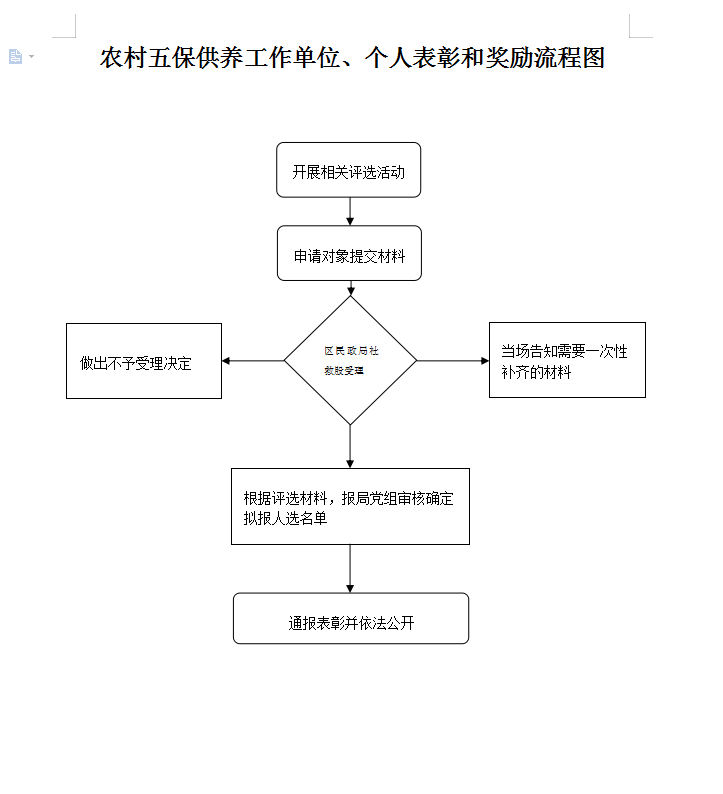 农村五保供养工作单位、个人表彰和奖励流程图
开展相关评选活动
申请对象提交材料
区民政局社
救股受理
做出不予受理决定
当场告知需要一次性
补齐的材料
根据评选材料，报局党组审核确定
拟报人选名单
通报表彰并依法公开